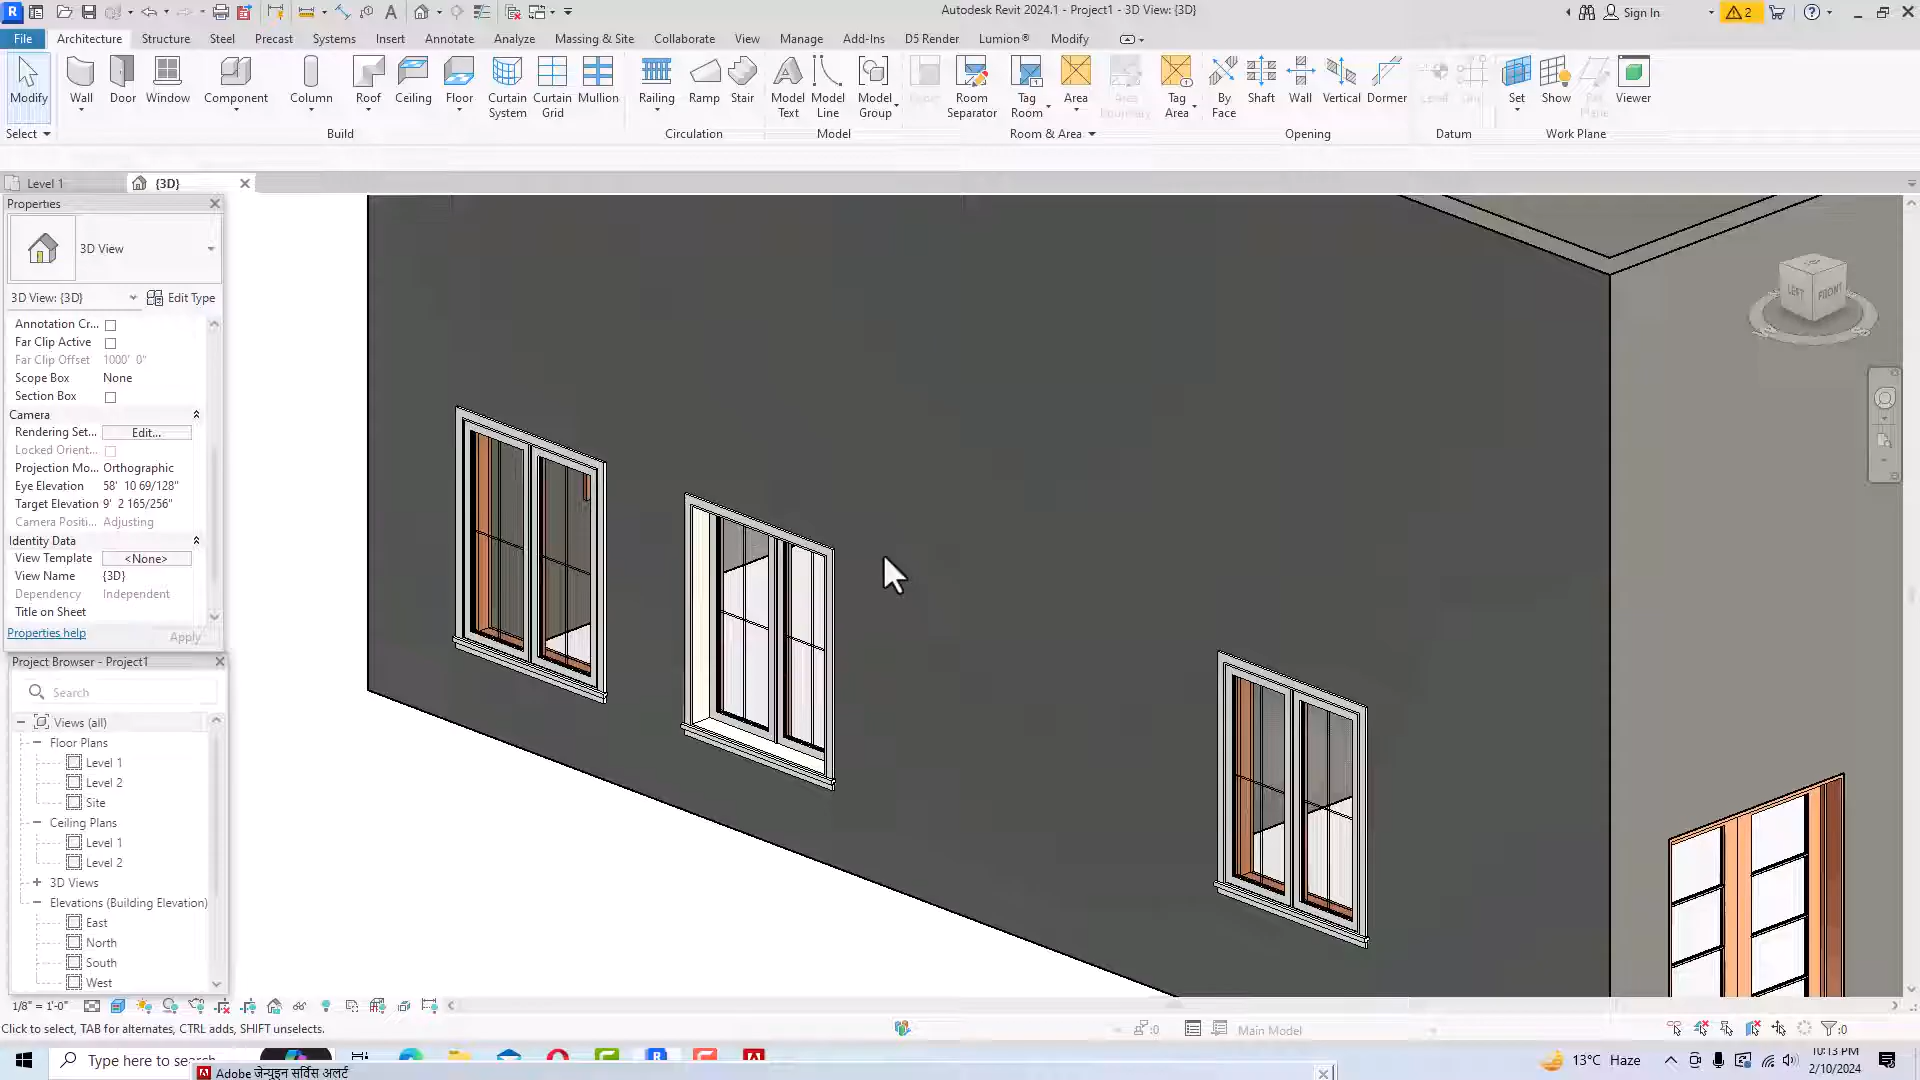 Autodesk Revit 2024.1 - Project1 - 3D View: {3D}
Sign In
2
File Architecture Structure Steel Precast Systems Insert Annotate Analyze Massing & Site Collaborate View Manage Add-Ins D5 Render Lumion® Modify
Modify Wall Door Window Component Column Roof Ceiling Floor Curtain System Curtain Grid Mullion Railing Ramp Stair Model Text Model Line Model Group Room Separator Tag Room Area Area Boundary Tag Area By Face Shaft Wall Vertical Dormer Set Show Viewer
Select Build Circulation Model Room & Area Opening Datum Work Plane
Level 1 {3D}
Properties
3D View
3D View: {3D} Edit Type
Annotation Cr...
Far Clip Active
Far Clip Offset 1000' 0"
Scope Box None
Section Box
Camera
Rendering Set... Edit...
Locked Orient...
Projection Mo... Orthographic
Eye Elevation 58' 10 69/128"
Target Elevation 9' 2 165/256"
Camera Positi... Adjusting
Identity Data
View Template <None>
View Name {3D}
Dependency Independent
Title on Sheet
Properties help Apply
Project Browser - Project1
Search
Views (all)
Floor Plans
Level 1
Level 2
Site
Ceiling Plans
Level 1
Level 2
3D Views
Elevations (Building Elevation)
East
North
South
West
LEFT FRONT
1/8" = 1'-0"
Click to select, TAB for alternates, CTRL adds, SHIFT unselects.
:0 Main Model :0
Type here to search
13°C Haze
10:13 PM
2/10/2024
Adobe जेन्युइन सर्विस अलर्ट